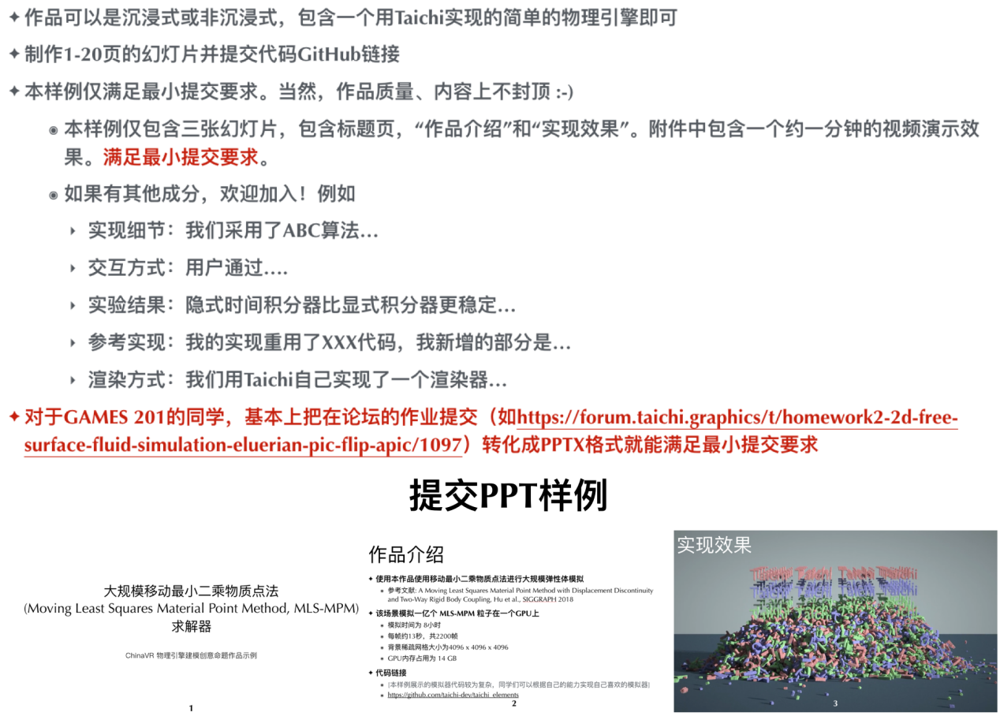 ✦ 作品可以是沉浸式或非沉浸式，包含一个用Taichi实现的简单的物理引擎即可
✦ 制作1-20页的幻灯片并提交代码GitHub链接
✦ 本样例仅满足最小提交要求。当然，作品质量、内容上不封顶 :-)
◉ 本样例仅包含三张幻灯片，包含标题页，“作品介绍”和“实现效果”。附件中包含一个约一分钟的视频演示效
果。满足最小提交要求。
◉ 如果有其他成分，欢迎加入！例如
‣ 实现细节：我们采用了ABC算法…
‣ 交互方式：用户通过….
‣ 实验结果：隐式时间积分器比显式积分器更稳定…
‣ 参考实现：我的实现重用了XXX代码，我新增的部分是…
‣ 渲染方式：我们用Taichi自己实现了一个渲染器…
✦ 对于GAMES 201的同学，基本上把在论坛的作业提交（如https://forum.taichi.graphics/t/homework2-2d-free-
surface-fluid-simulation-eluerian-pic-flip-apic/1097）转化成PPTX格式就能满足最小提交要求
提交PPT样例
大规模移动最小二乘物质点法
(Moving Least Squares Material Point Method, MLS-MPM)
求解器
ChinaVR 物理引擎建模创意命题作品示例
1
作品介绍
✦ 使用本作品使用移动最小二乘物质点法进行大规模弹性体模拟
✴ 参考文献: A Moving Least Squares Material Point Method with Displacement Discontinuity
and Two-Way Rigid Body Coupling, Hu et al., SIGGRAPH 2018
✦ 该场景模拟一亿个 MLS-MPM 粒子在一个GPU上
✴ 模拟时间为 8小时
✴ 每帧约13秒，共2200帧
✴ 背景稀疏网格大小为4096 x 4096 x 4096
✴ GPU内存占用为 14 GB
✦ 代码链接
✴ [本样例展示的模拟器代码较为复杂，同学们可以根据自己的能力实现自己喜欢的模拟器]
✴ https://github.com/taichi-dev/taichi_elements
2
实现效果
Taichi Taichi
3